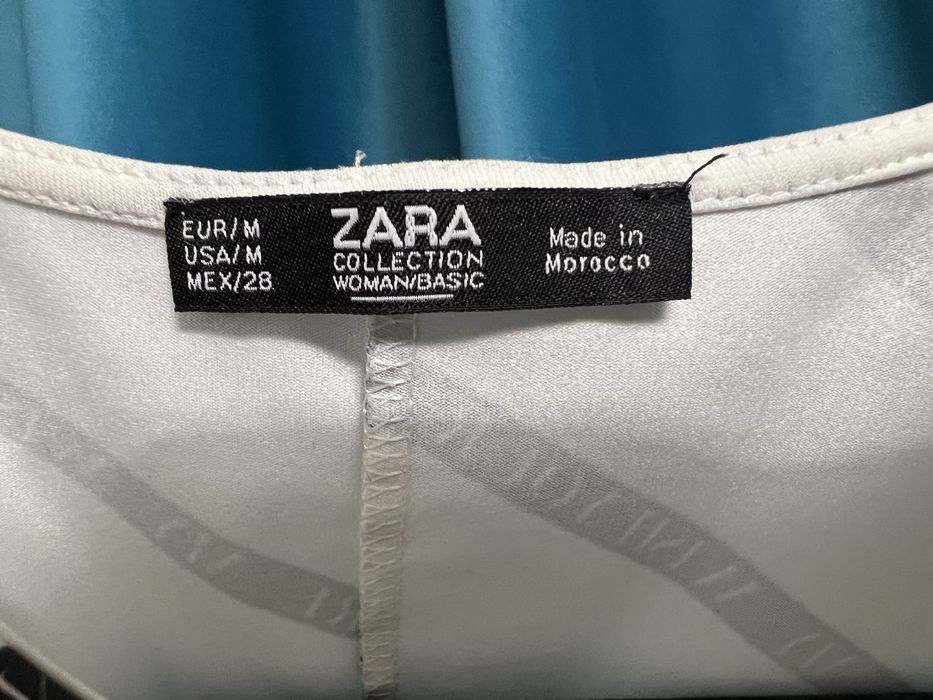 EUR/M
USA/M
MEX/28
ZARA
COLLECTION
WOMAN/BASIC
Made in
Morocco